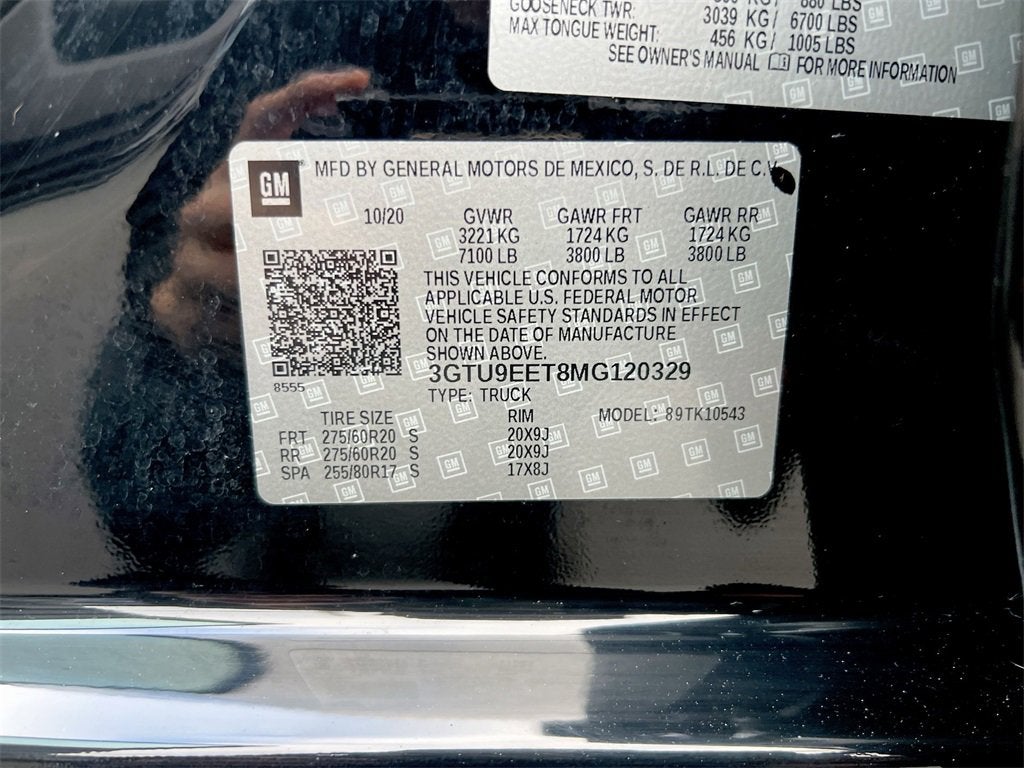 880 LBS
GOOSENECK TWR: 3039 KG/ 6700 LBS
MAX TONGUE WEIGHT: 456 KG/ 1005 LBS
SEE OWNER'S MANUAL FOR MORE INFORMATION
GM MFD BY GENERAL MOTORS DE MEXICO, S. DE R.L. DE C.V.
10/20 GVWR GAWR FRT GAWR RR
3221 KG 1724 KG 1724 KG
7100 LB 3800 LB 3800 LB
THIS VEHICLE CONFORMS TO ALL
APPLICABLE U.S. FEDERAL MOTOR
VEHICLE SAFETY STANDARDS IN EFFECT
ON THE DATE OF MANUFACTURE
SHOWN ABOVE.
8555
3GTU9EET8MG120329
TYPE: TRUCK
TIRE SIZE RIM MODEL: 89TK10543
FRT 275/60R20 S 20X9J
RR 275/60R20 S 20X9J
SPA 255/80R17 S 17X8J